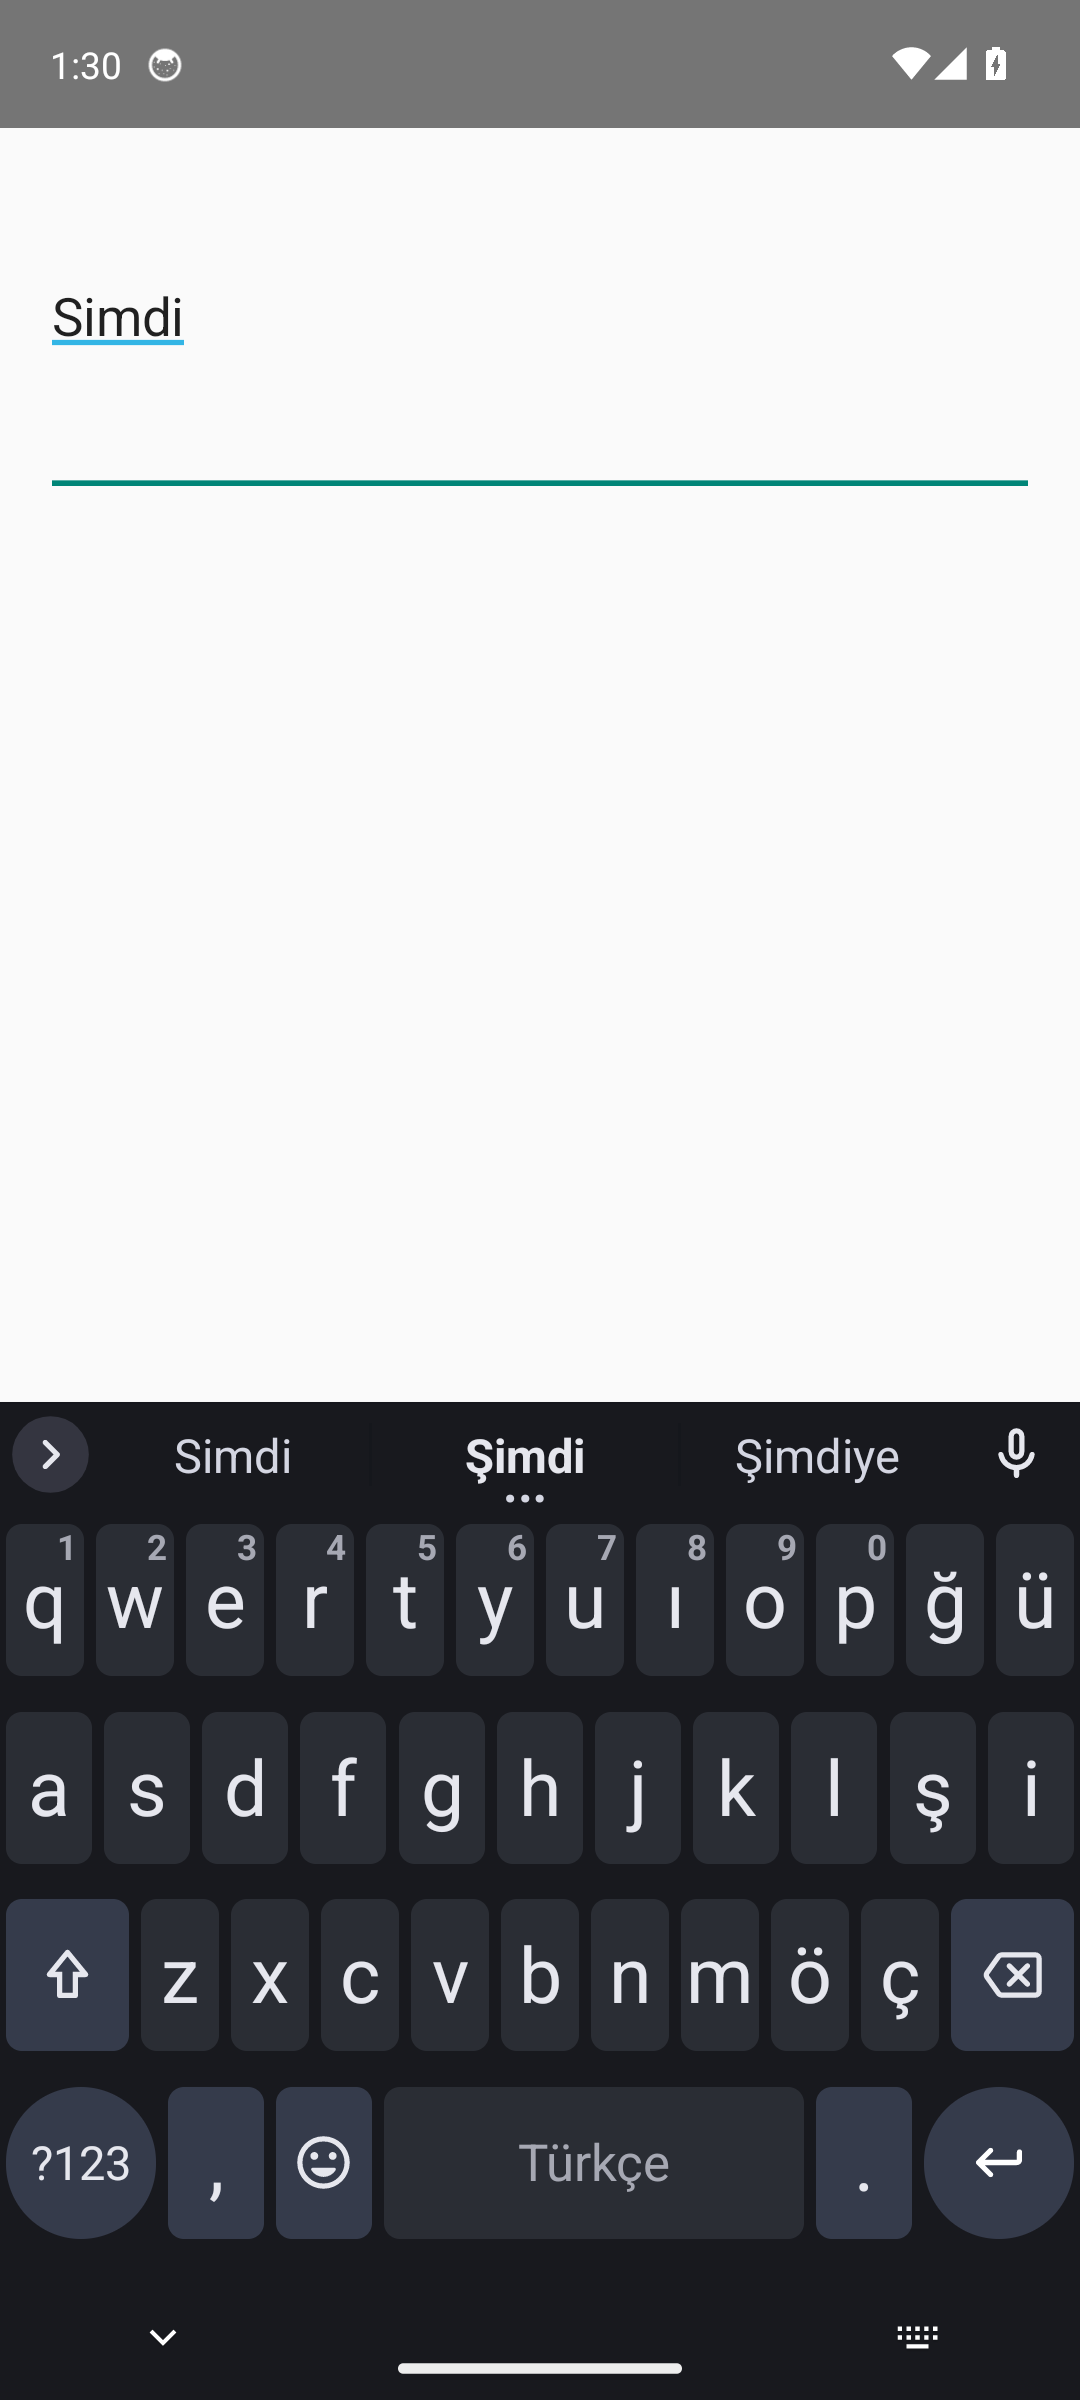 1:30
Simdi
Simdi Şimdi Şimdiye
1 2 3 4 5 6 7 8 9 0
q w e r t y u ı o p ğ ü
a s d f g h j k l ş i
z x c v b n m ö ç
?123 , Türkçe .